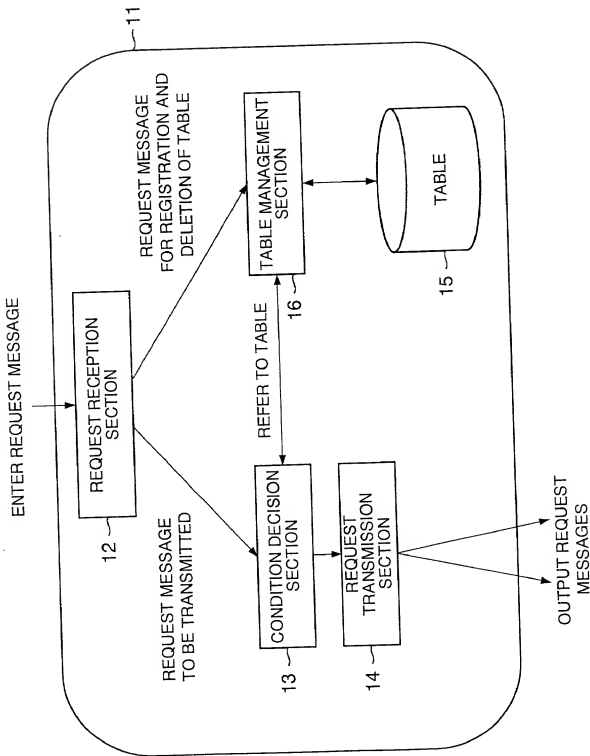 11
ENTER REQUEST MESSAGE
REQUEST RECEPTION
SECTION
12
REQUEST MESSAGE
TO BE TRANSMITTED
REQUEST MESSAGE
FOR REGISTRATION AND
DELETION OF TABLE
CONDITION DECISION
SECTION
13
REFER TO TABLE
TABLE MANAGEMENT
SECTION
16
REQUEST
TRANSMISSION
SECTION
14
TABLE
15
OUTPUT REQUEST
MESSAGES